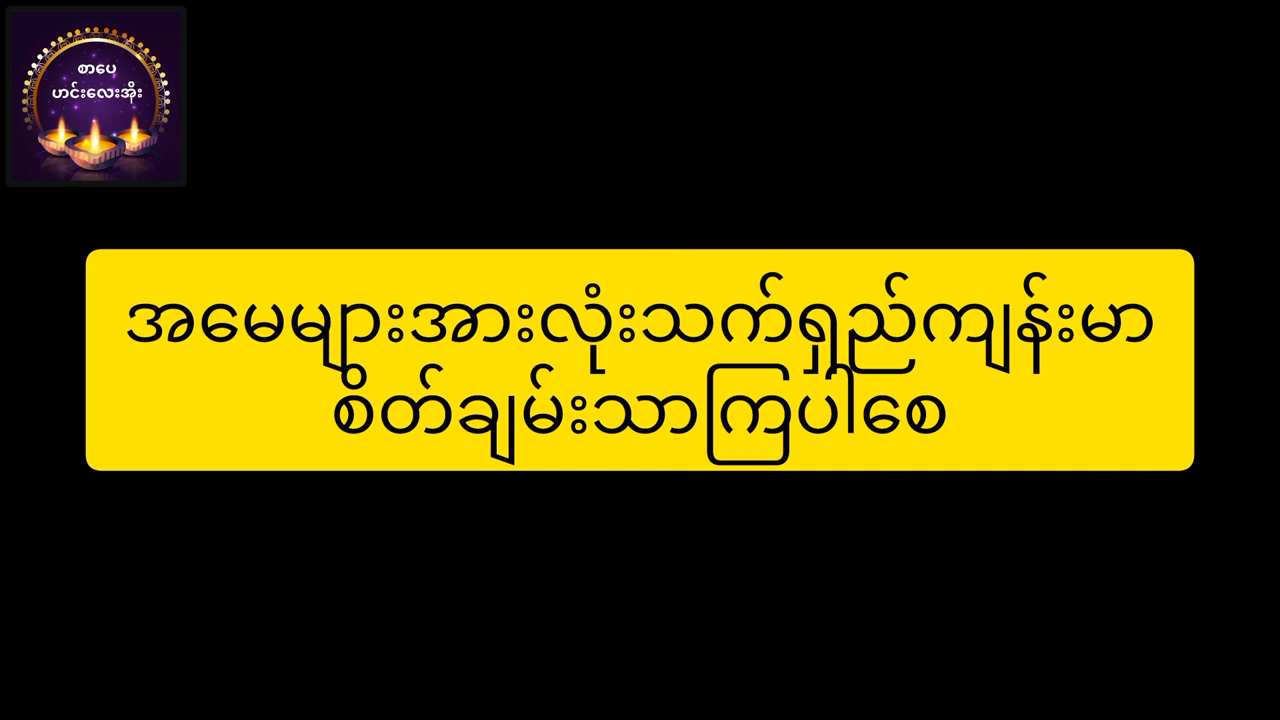 စာပေ
ဟင်းလေးအိုး
အမေများအားလုံးသက်ရှည်ကျန်းမာ
စိတ်ချမ်းသာကြပါစေ